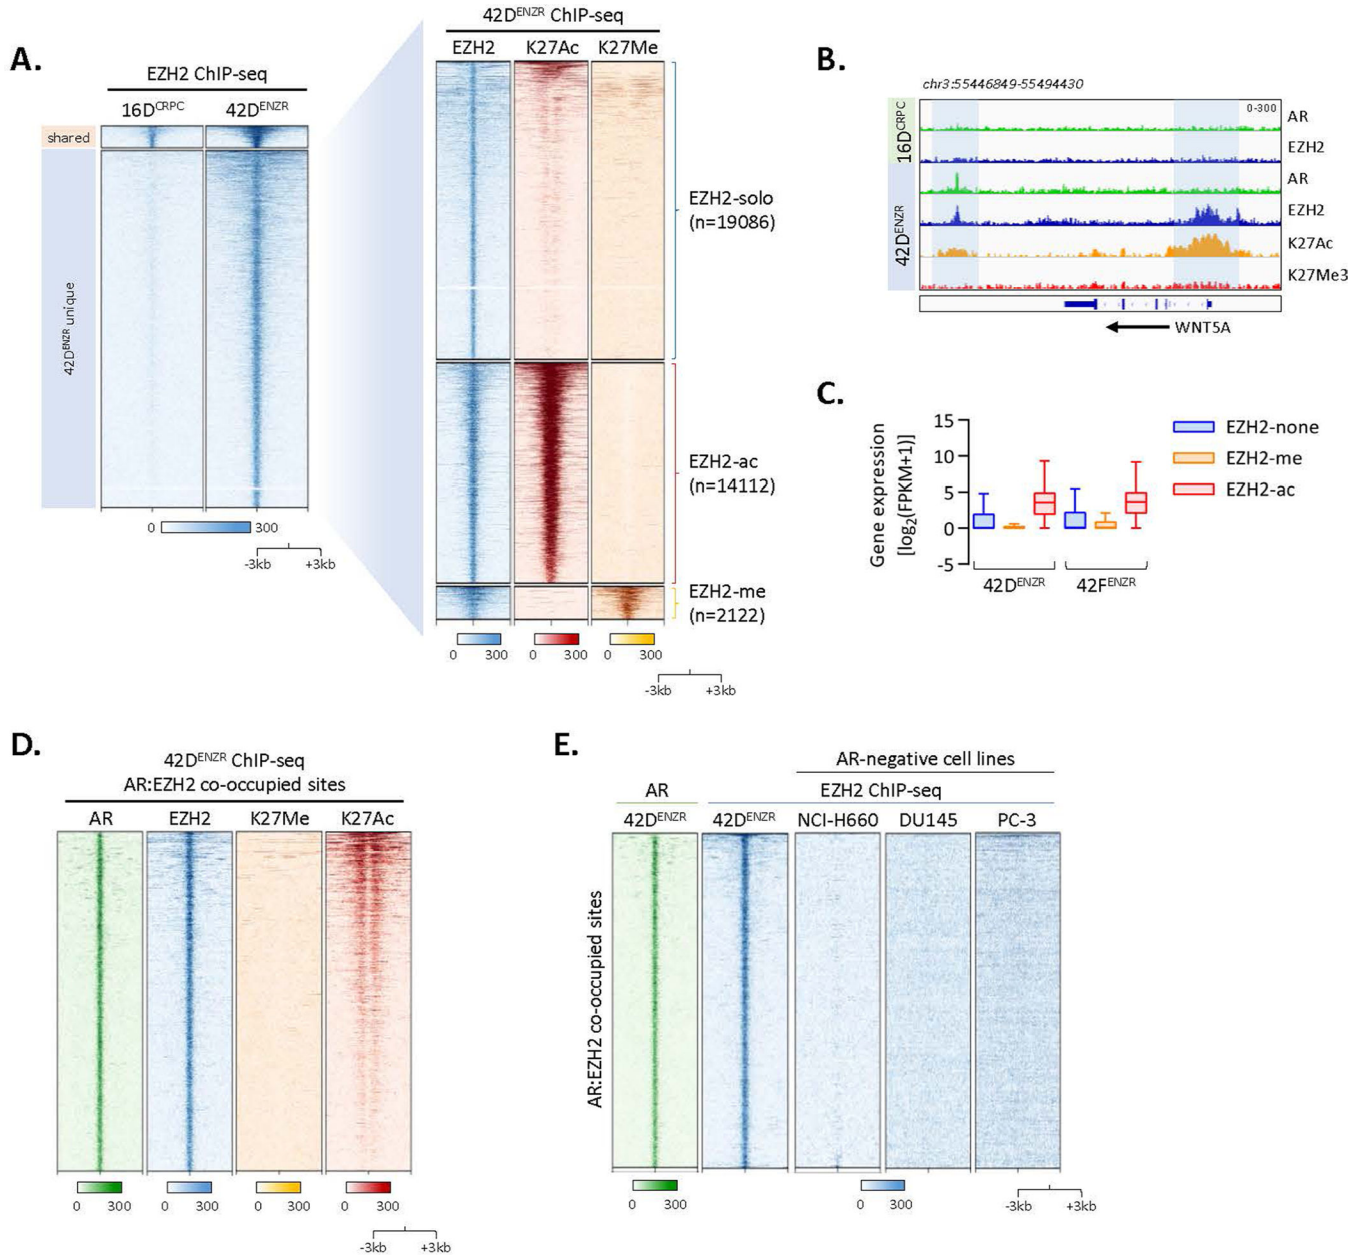 A.
EZH2 ChIP-seq
16D^CRPC 42D^ENZR
shared
42D^ENZR unique
0 300
-3kb +3kb
42D^ENZR ChIP-seq
EZH2 K27Ac K27Me
EZH2-solo
(n=19086)
EZH2-ac
(n=14112)
EZH2-me
(n=2122)
0 300 0 300 0 300
-3kb +3kb
B.
chr3:55446849-55494430
0-300
16D^CRPC
AR
EZH2
42D^ENZR
AR
EZH2
K27Ac
K27Me3
WNT5A
C.
Gene expression
[log₂(FPKM+1)]
15
10
5
0
-5
42D^ENZR 42F^ENZR
EZH2-none
EZH2-me
EZH2-ac
D.
42D^ENZR ChIP-seq
AR:EZH2 co-occupied sites
AR EZH2 K27Me K27Ac
0 300 0 300 0 300 0 300
-3kb +3kb
E.
AR-negative cell lines
AR EZH2 ChIP-seq
42D^ENZR 42D^ENZR NCI-H660 DU145 PC-3
AR:EZH2 co-occupied sites
0 300 0 300
-3kb +3kb